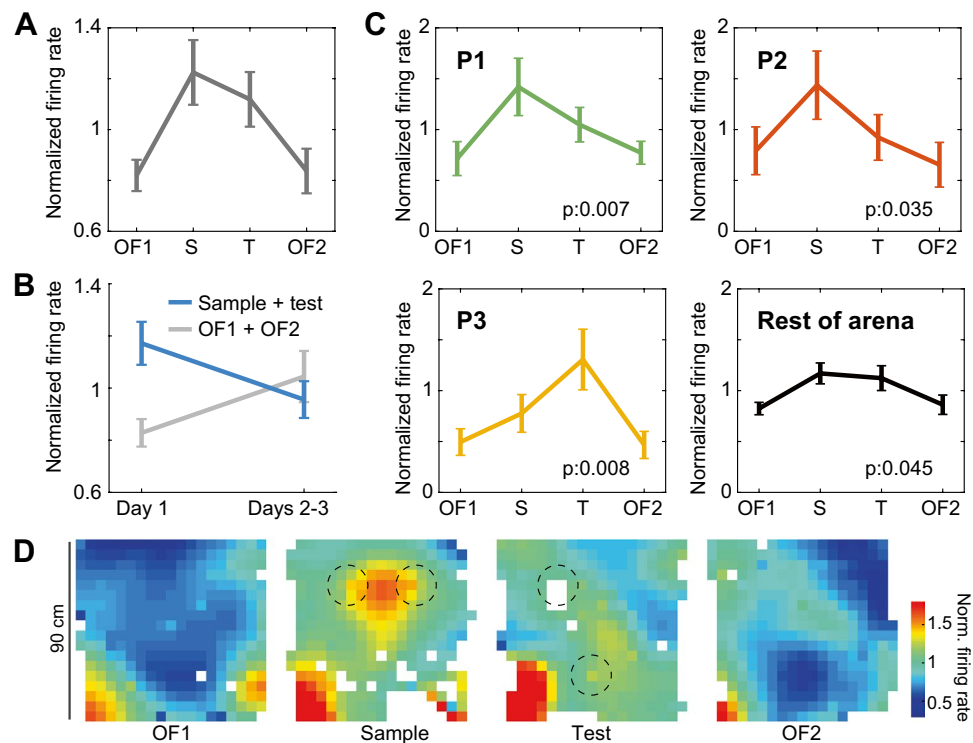 A
Normalized firing rate
1.4
1
0.6
OF1 S T OF2
B
Normalized firing rate
1.4
1
0.6
Sample + test
OF1 + OF2
Day 1 Days 2-3
C
Normalized firing rate
2
1
0
P1
p:0.007
OF1 S T OF2
Normalized firing rate
2
1
0
P2
p:0.035
OF1 S T OF2
Normalized firing rate
2
1
0
P3
p:0.008
OF1 S T OF2
Normalized firing rate
2
1
0
Rest of arena
p:0.045
OF1 S T OF2
D
90 cm
OF1
Sample
Test
OF2
1.5
1
0.5
Norm. firing
rate